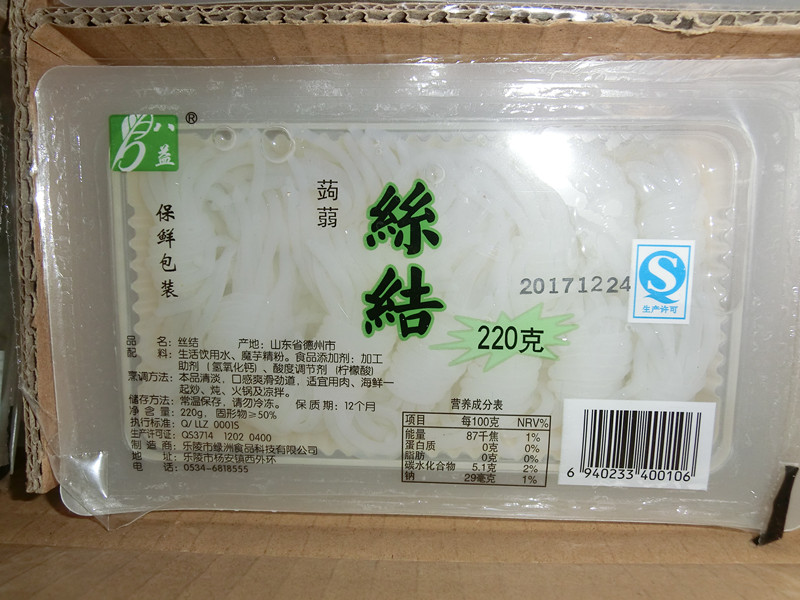 八益®
蒟蒻
絲結
保鲜包装
20171224
生产许可
220克
品 名：丝结 产地：山东省德州市
配 料：生活饮用水、魔芋精粉。食品添加剂：加工
助剂（氢氧化钙）、酸度调节剂（柠檬酸）
烹调方法：本品清淡，口感爽滑劲道，适宜用肉、海鲜一
起炒、炖、火锅及凉拌。
储存方法：常温保存，请勿冷冻。 保质期：12个月
净 含 量：220g，固形物≥50%
执行标准：Q/LLZ 0001S
生产许可证：QS3714 1202 0400
制 造 商：乐陵市緑洲食品科技有限公司
地 址：乐陵市杨安镇西外环
电 话：0534-6818555
营养成分表
项目 每100克 NRV%
能量 87千焦 1%
蛋白质 0克 0%
脂肪 0克 0%
碳水化合物 5.1克 2%
钠 29毫克 1%
6 940233 400106